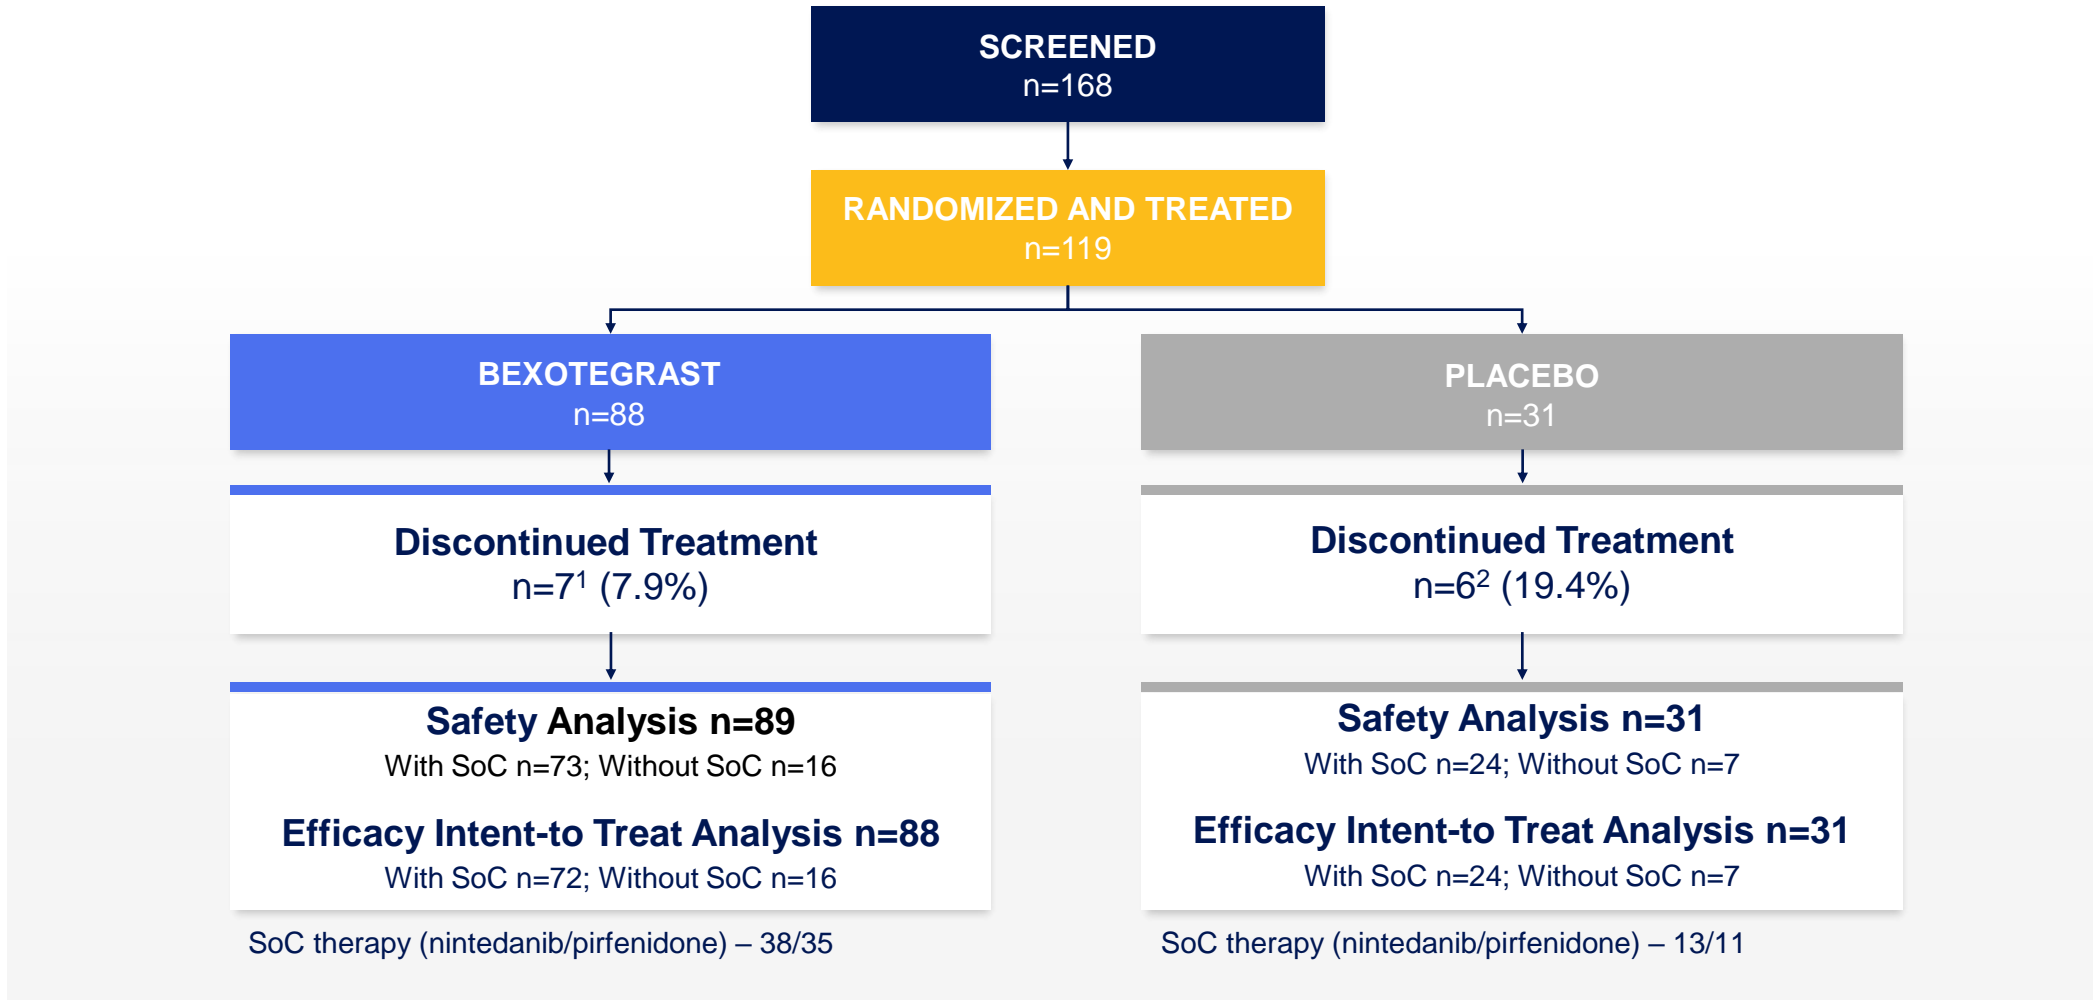 SCREENED
n=168
RANDOMIZED AND TREATED
n=119
BEXOTEGRAST
n=88
PLACEBO
n=31
Discontinued Treatment
n=7¹ (7.9%)
Discontinued Treatment
n=6² (19.4%)
Safety Analysis n=89
With SoC n=73; Without SoC n=16
Efficacy Intent-to Treat Analysis n=88
With SoC n=72; Without SoC n=16
Safety Analysis n=31
With SoC n=24; Without SoC n=7
Efficacy Intent-to Treat Analysis n=31
With SoC n=24; Without SoC n=7
SoC therapy (nintedanib/pirfenidone) – 38/35
SoC therapy (nintedanib/pirfenidone) – 13/11